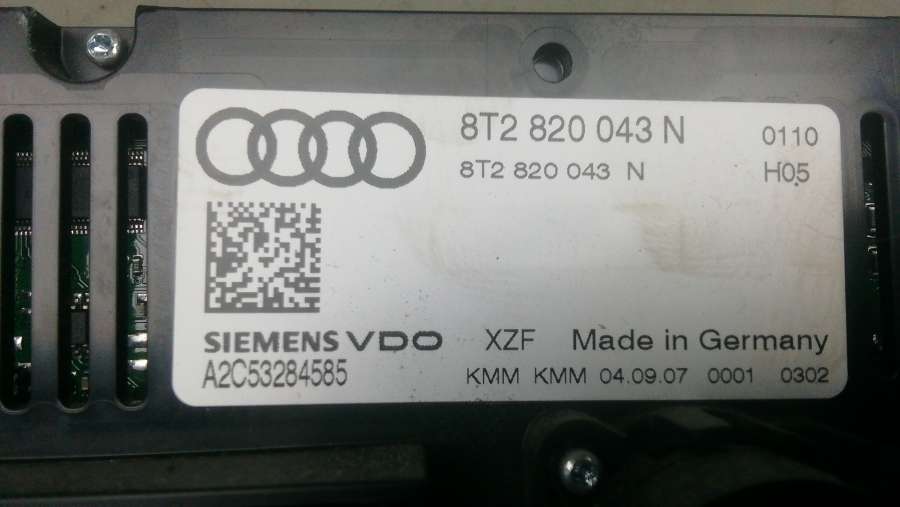 8T2 820 043 N 0110
8T2 820 043 N H05
SIEMENS VDO XZF Made in Germany
A2C53284585 KMM KMM 04.09.07 0001 0302